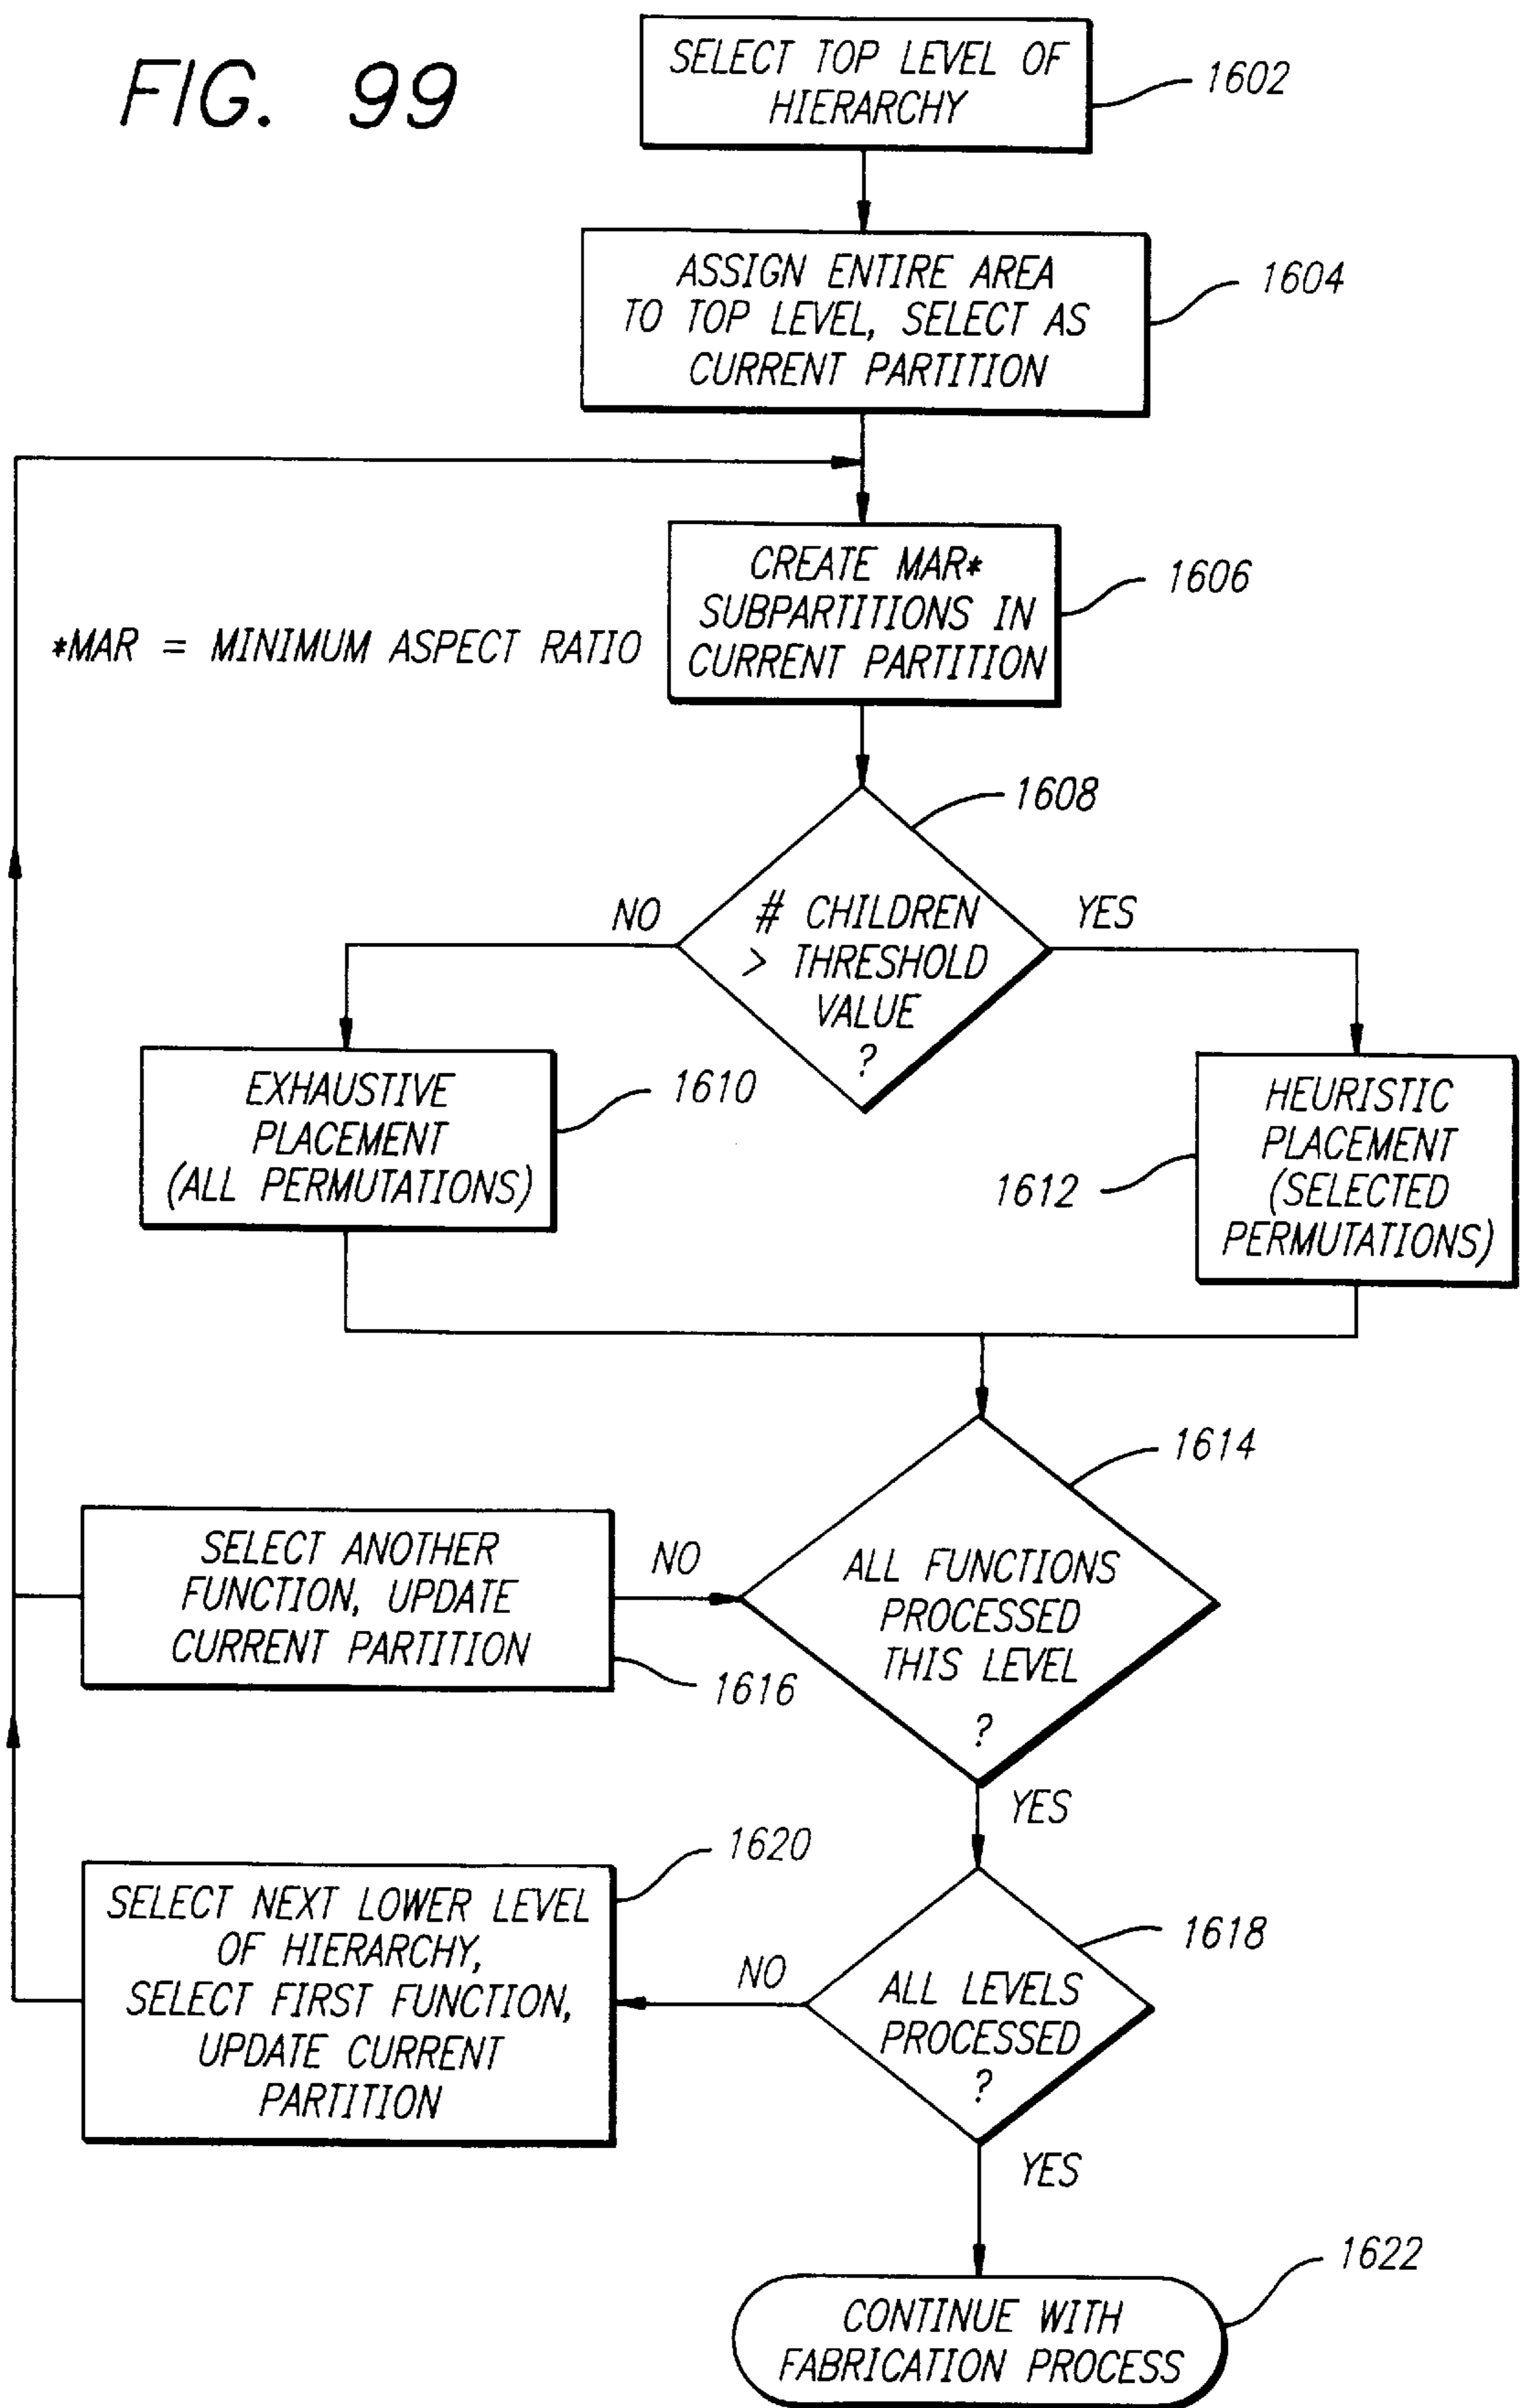 FIG. 99
SELECT TOP LEVEL OF
HIERARCHY
1602
ASSIGN ENTIRE AREA
TO TOP LEVEL, SELECT AS
CURRENT PARTITION
1604
CREATE MAR*
SUBPARTITIONS IN
CURRENT PARTITION
1606
*MAR = MINIMUM ASPECT RATIO
1608
# CHILDREN
> THRESHOLD
VALUE
?
NO
YES
EXHAUSTIVE
PLACEMENT
(ALL PERMUTATIONS)
1610
HEURISTIC
PLACEMENT
(SELECTED
PERMUTATIONS)
1612
1614
ALL FUNCTIONS
PROCESSED
THIS LEVEL
?
NO
SELECT ANOTHER
FUNCTION, UPDATE
CURRENT PARTITION
1616
YES
1620
SELECT NEXT LOWER LEVEL
OF HIERARCHY,
SELECT FIRST FUNCTION,
UPDATE CURRENT
PARTITION
NO
1618
ALL LEVELS
PROCESSED
?
YES
1622
CONTINUE WITH
FABRICATION PROCESS